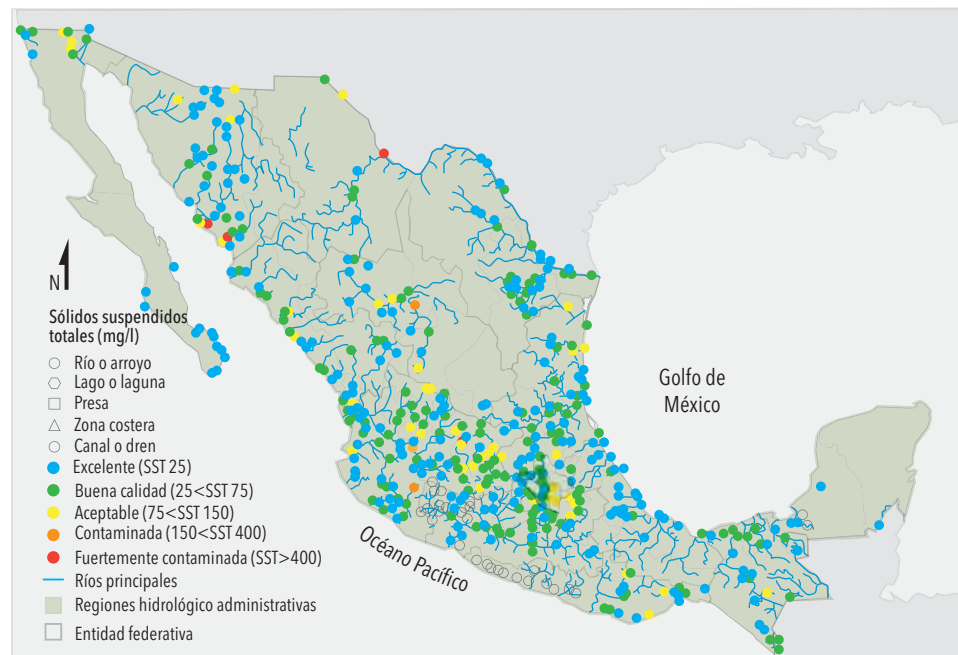 N
Sólidos suspendidos
totales (mg/l)
Río o arroyo
Lago o laguna
Presa
Zona costera
Canal o dren
Excelente (SST 25)
Buena calidad (25<SST 75)
Aceptable (75<SST 150)
Contaminada (150<SST 400)
Fuertemente contaminada (SST>400)
Ríos principales
Regiones hidrológico administrativas
Entidad federativa
Golfo de
México
Océano Pacífico